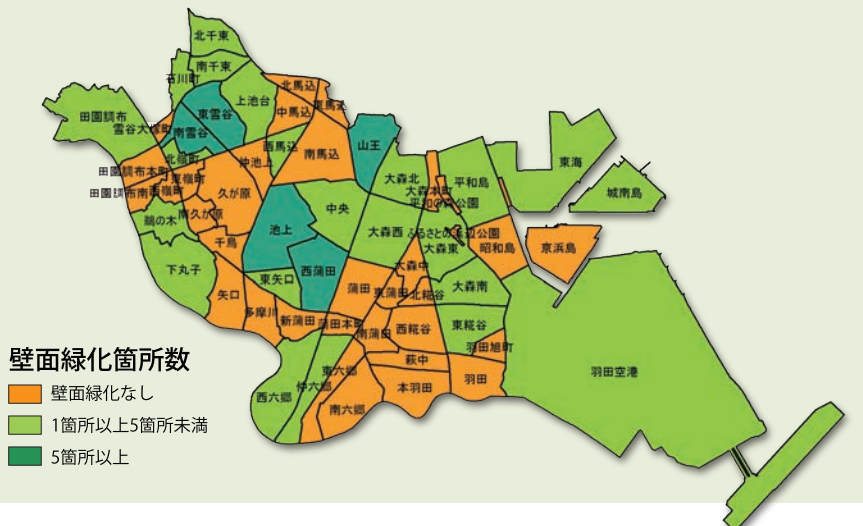 北千束
南千束
石川町
上池台
北馬込
東馬込
中馬込
田園調布
雪谷大塚町
東雪谷
南雪谷
西馬込
山王
北嶺町
仲池上
南馬込
田園調布本町
東嶺町
田園調布南
西嶺町
久が原
大森北
大森本町
平和島
東海
城南島
平和の森公園
鵜の木
南久が原
中央
池上
大森西
ふるさとの浜辺公園
千鳥
大森東
昭和島
京浜島
下丸子
西蒲田
大森中
東矢口
矢口
蒲田
東蒲田
北糀谷
大森南
多摩川
新蒲田
蒲田本町
南蒲田
西糀谷
東糀谷
羽田旭町
萩中
東六郷
羽田空港
仲六郷
本羽田
羽田
西六郷
南六郷
壁面緑化箇所数
壁面緑化なし
1箇所以上5箇所未満
5箇所以上